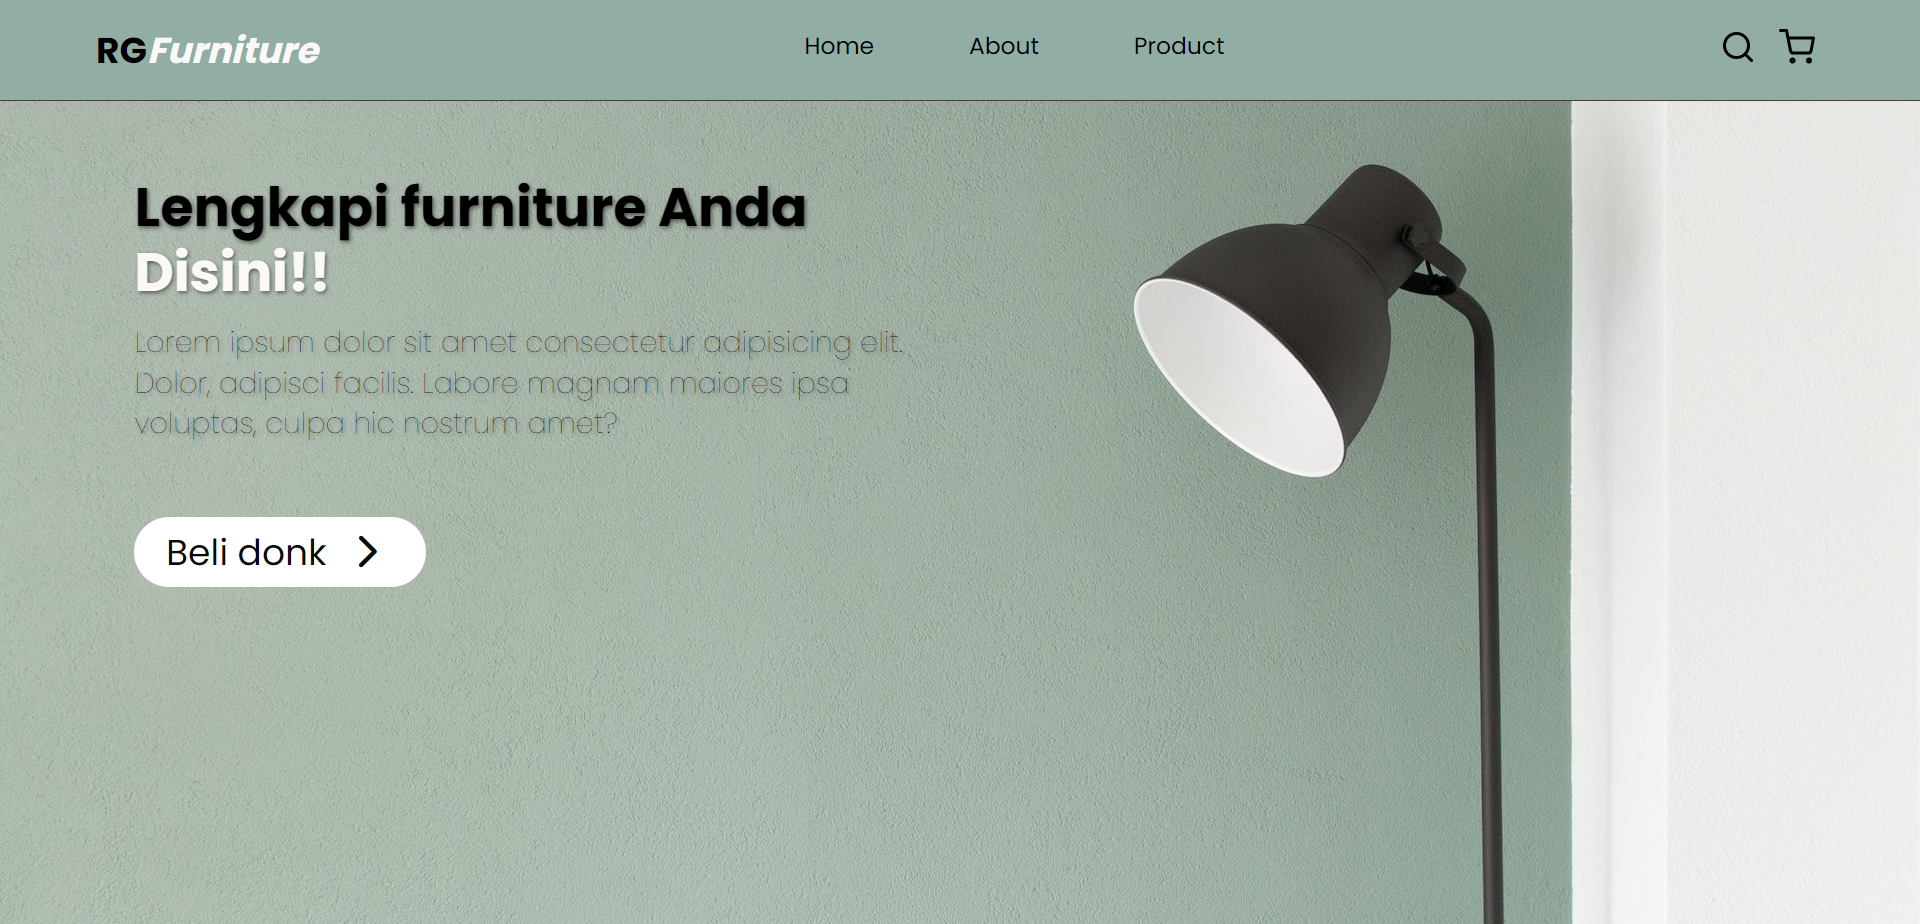 RGFurniture
Home About Product
Lengkapi furniture Anda
Disini!!
Lorem ipsum dolor sit amet consectetur adipisicing elit.
Dolor, adipisci facilis. Labore magnam maiores ipsa
voluptas, culpa hic nostrum amet?
Beli donk